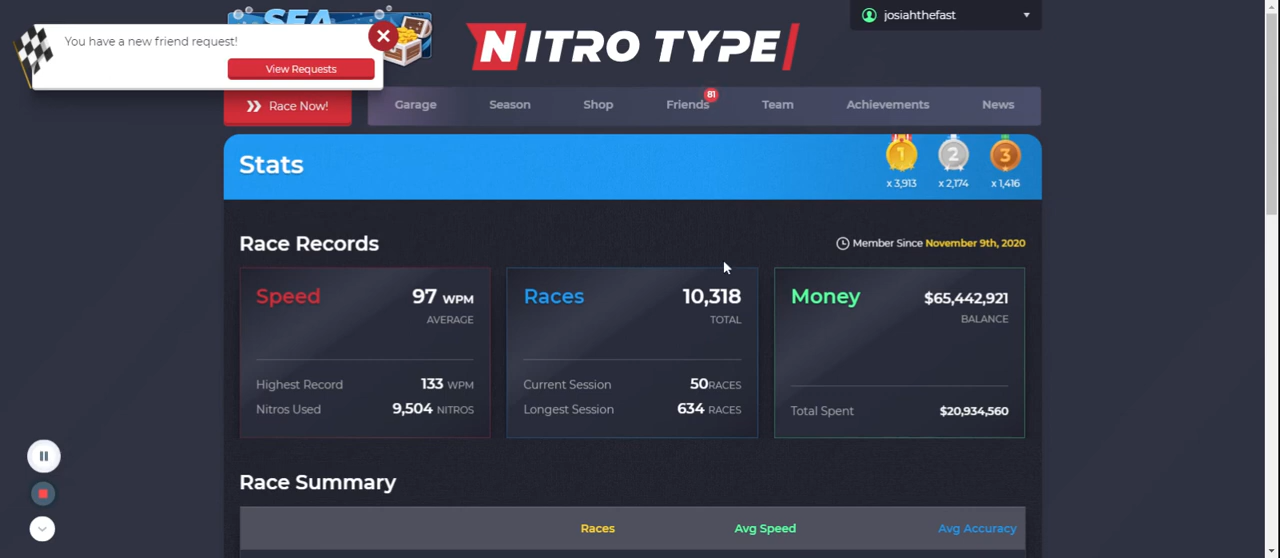 SEA
You have a new friend request!
View Requests
NITRO TYPE
josiahthefast
Race Now!
Garage
Season
Shop
Friends
81
Team
Achievements
News
Stats
1
2
3
x 3,913
x 2,174
x 1,416
Race Records
Member Since November 9th, 2020
Speed
97 WPM
AVERAGE
Highest Record 133 WPM
Nitros Used 9,504 NITROS
Races
10,318
TOTAL
Current Session 50RACES
Longest Session 634 RACES
Money
$65,442,921
BALANCE
Total Spent $20,934,560
Race Summary
Races
Avg Speed
Avg Accuracy